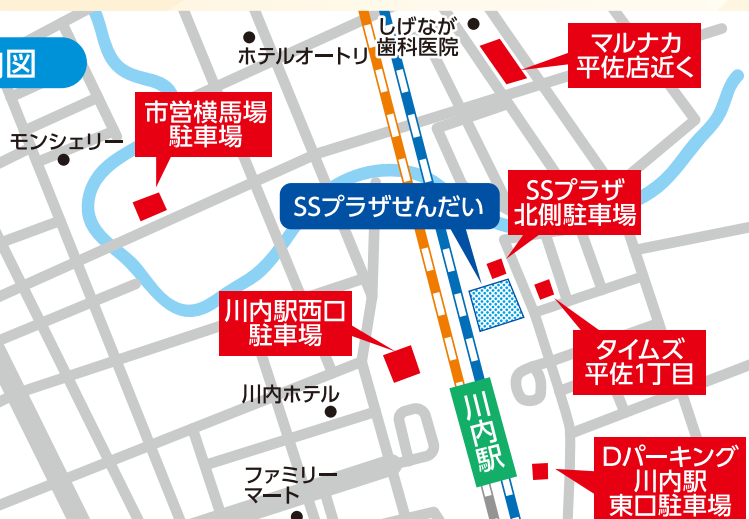 図
しげなが
歯科医院
ホテルオートリ
マルナカ
平佐店近く
市営横馬場
駐車場
モンシェリー
SSプラザせんだい
SSプラザ
北側駐車場
川内駅西口
駐車場
タイムズ
平佐1丁目
川内ホテル
川内駅
ファミリー
マート
Dパーキング
川内駅
東口駐車場